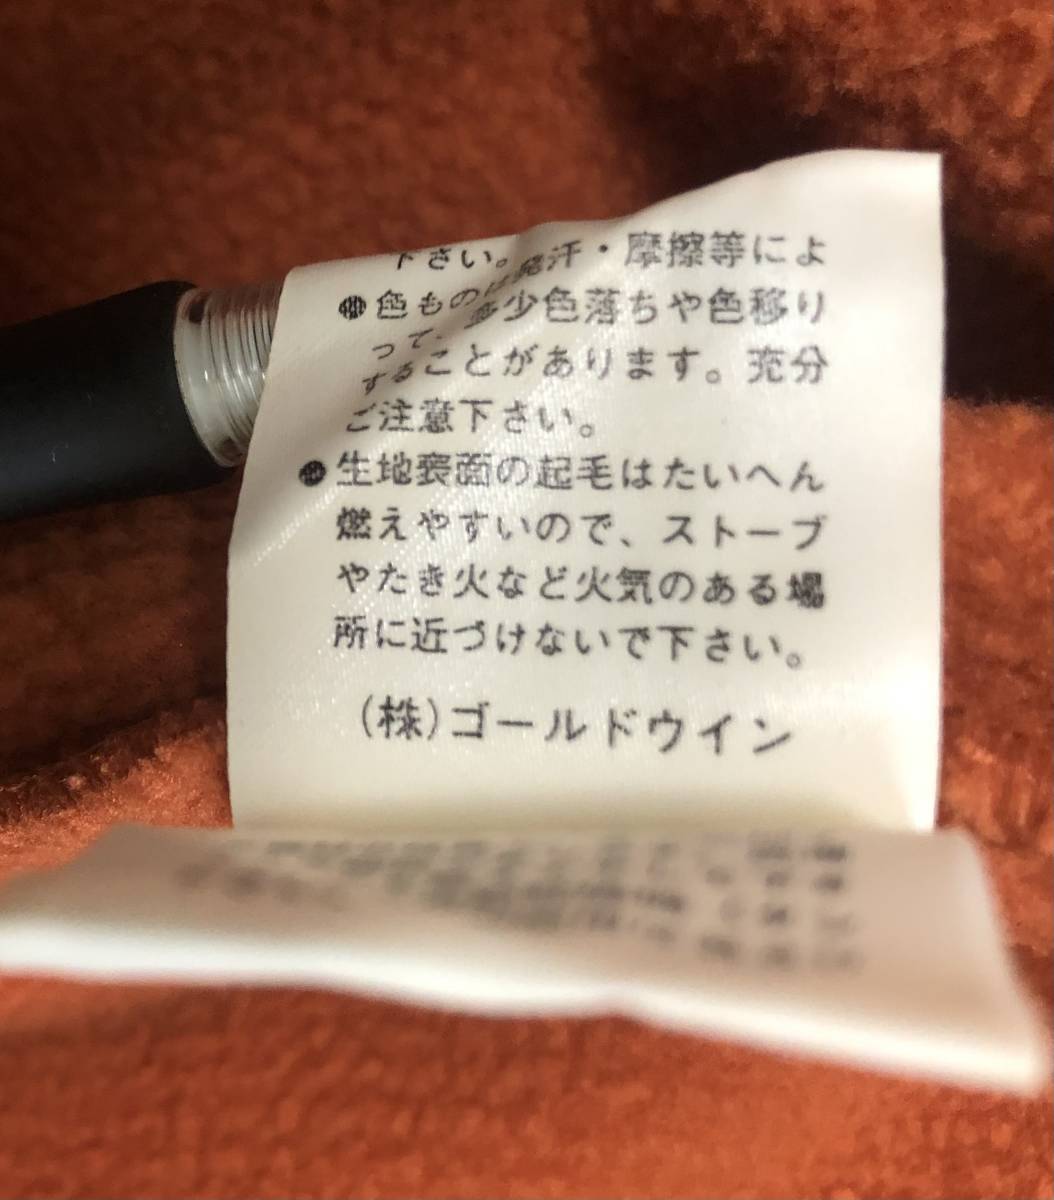 下さい。
●色ものは発汗・摩擦等によ
って、多少色落ちや色移り
することがあります。充分
ご注意下さい。
●生地表面の起毛はたいへん
燃えやすいので、ストーブ
やたき火など火気のある場
所に近づけないで下さい。
(株)ゴールドウイン